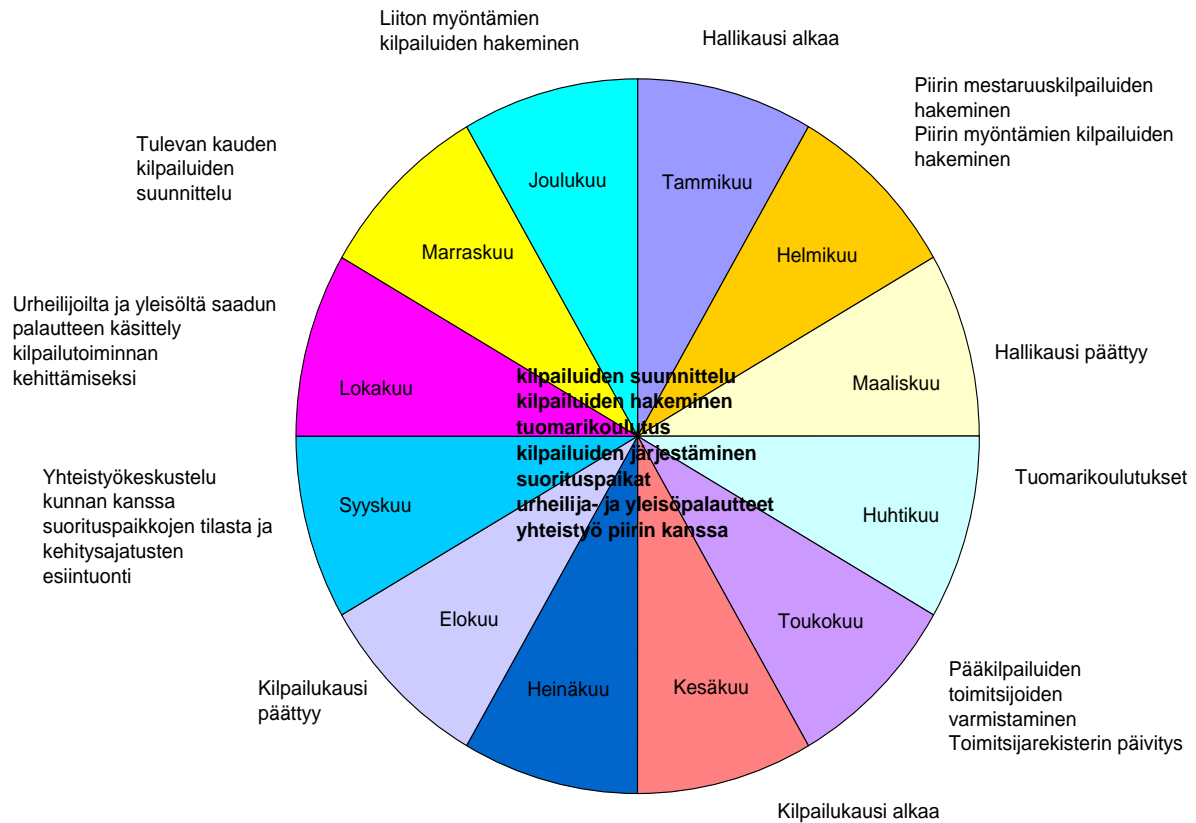 Liiton myöntämien
kilpailuiden hakeminen
Hallikausi alkaa
Piirin mestaruuskilpailuiden
hakeminen
Piirin myöntämien kilpailuiden
hakeminen
Tulevan kauden
kilpailuiden
suunnittelu
Joulukuu
Tammikuu
Marraskuu
Helmikuu
Urheilijoilta ja yleisöltä saadun
palautteen käsittely
kilpailutoiminnan
kehittämiseksi
Hallikausi päättyy
Lokakuu
Maaliskuu
kilpailuiden suunnittelu
kilpailuiden hakeminen
tuomarikoulutus
kilpailuiden järjestäminen
suorituspaikat
urheilija- ja yleisöpalautteet
yhteistyö piirin kanssa
Yhteistyökeskustelu
kunnan kanssa
suorituspaikkojen tilasta ja
kehitysajatusten
esiintuonti
Syyskuu
Huhtikuu
Tuomarikoulutukset
Elokuu
Toukokuu
Heinäkuu
Kesäkuu
Kilpailukausi
päättyy
Pääkilpailuiden
toimitsijoiden
varmistaminen
Toimitsijarekisterin päivitys
Kilpailukausi alkaa